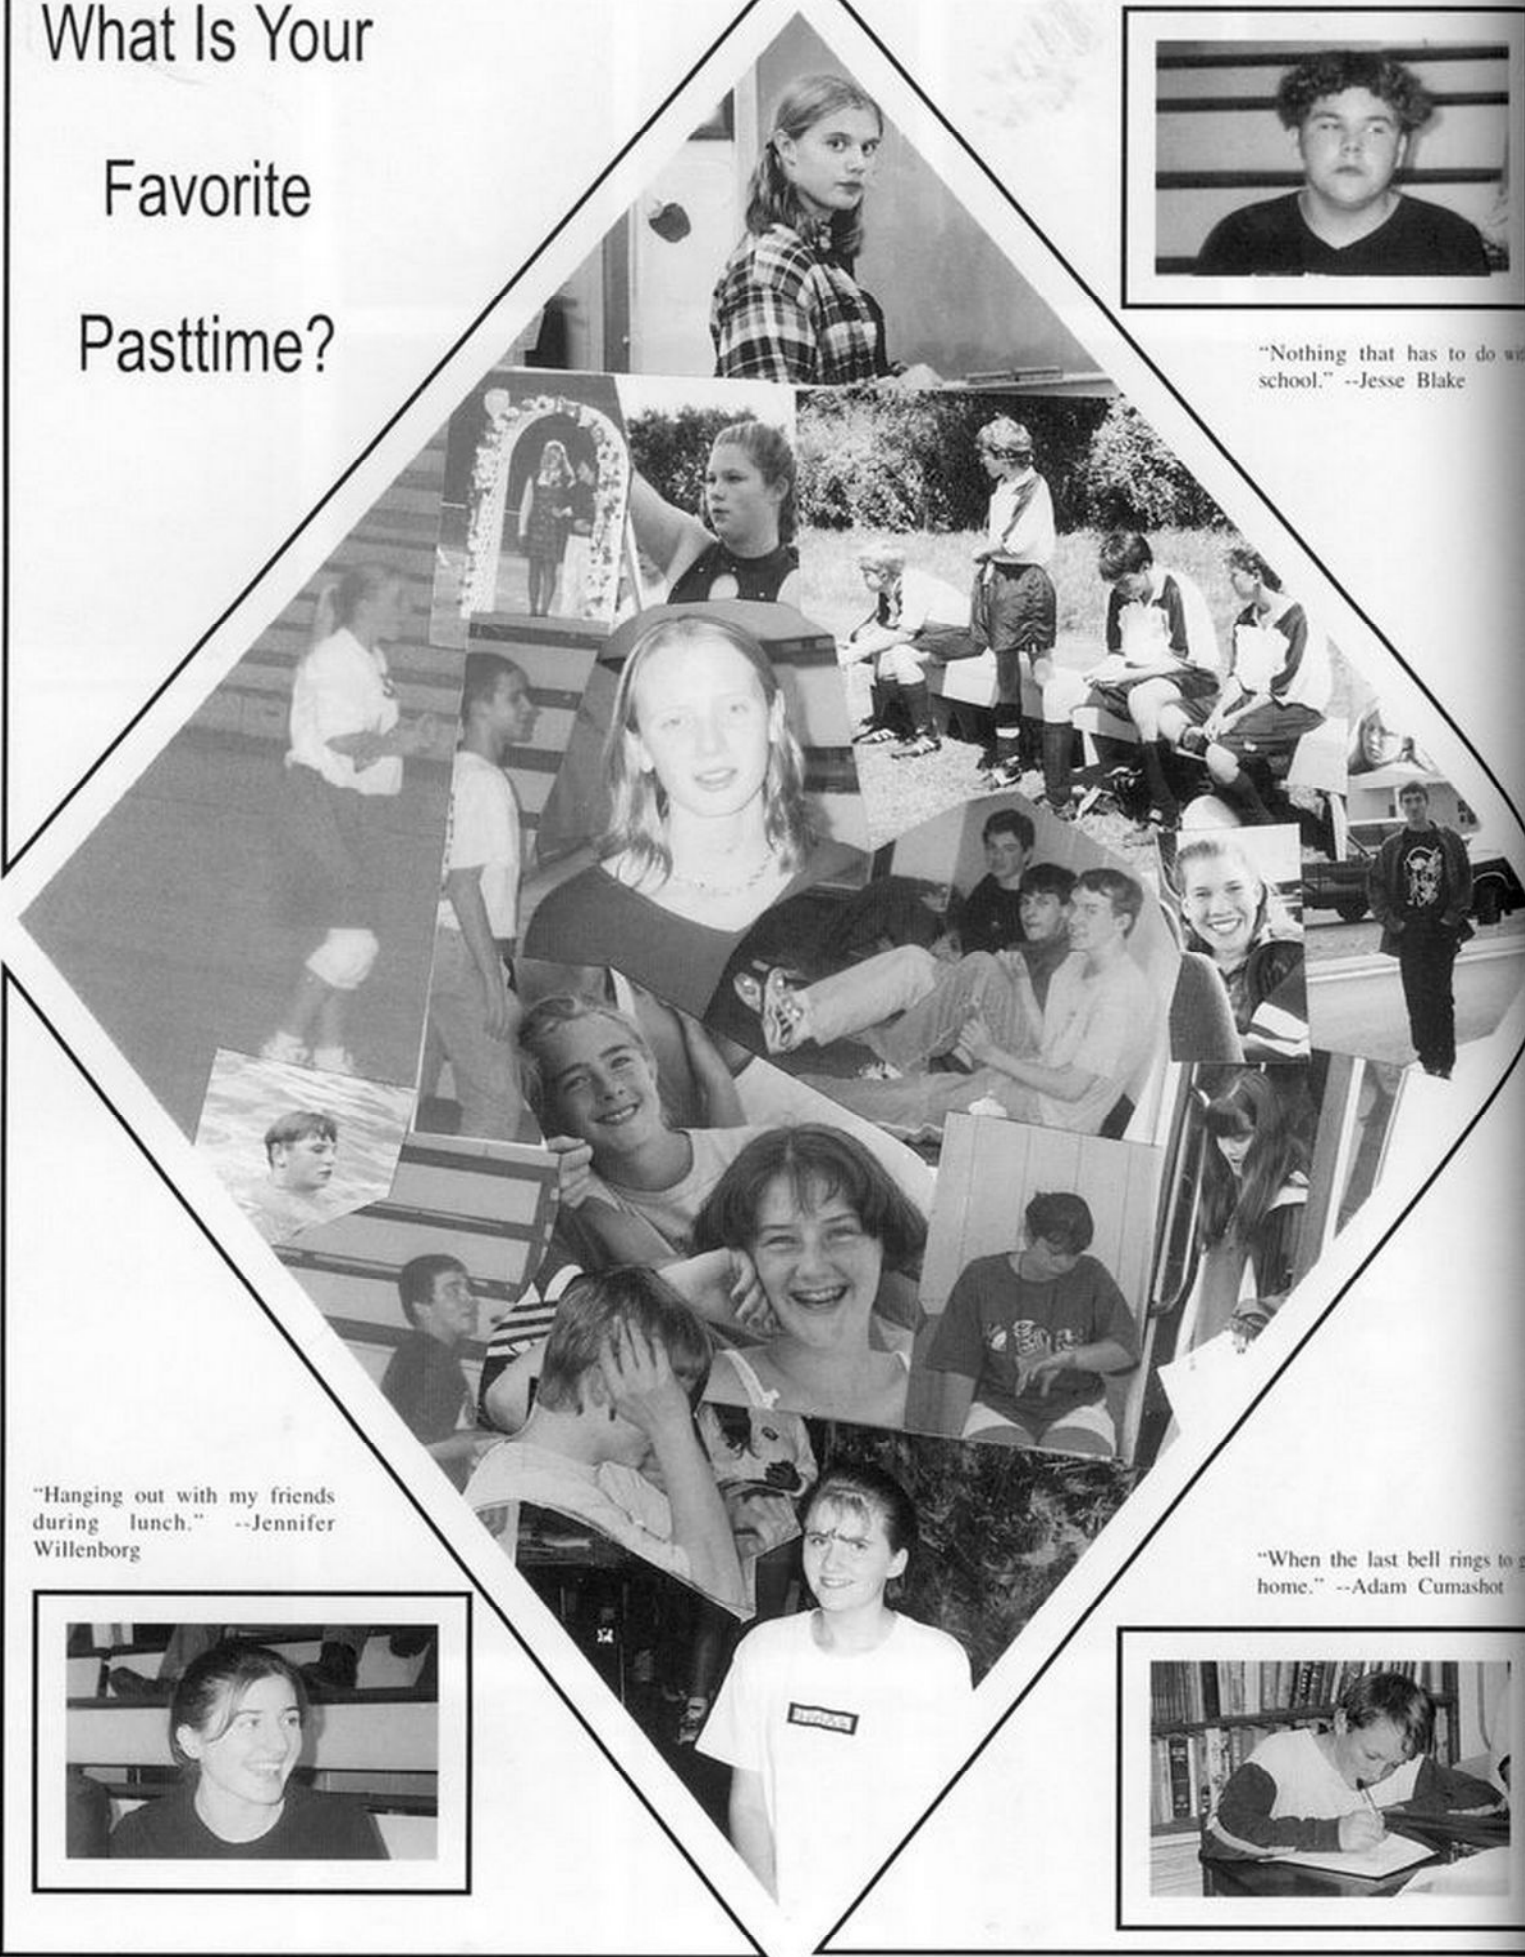 What Is Your
Favorite
Pasttime?
"Nothing that has to do
school." --Jesse Blake
"Hanging out with my friends
during lunch." --Jennifer
Willenborg
"When the last bell rings to
home." --Adam Cumashot